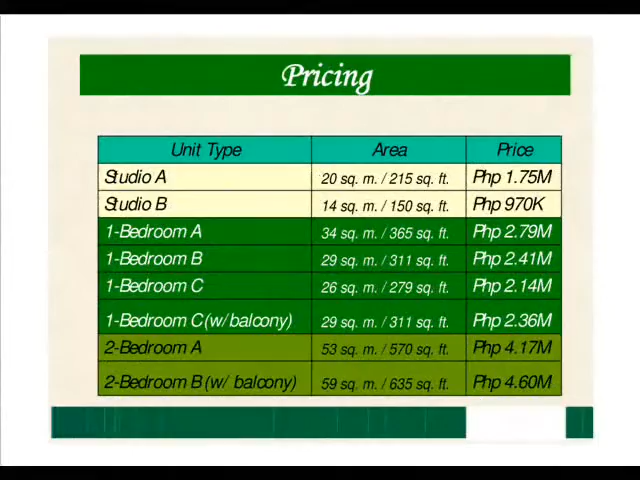 Pricing
Unit Type Area Price
Studio A 20 sq. m. / 215 sq. ft. Php 1.75M
Studio B 14 sq. m. / 150 sq. ft. Php 970K
1-Bedroom A 34 sq. m. / 365 sq. ft. Php 2.79M
1-Bedroom B 29 sq. m. / 311 sq. ft. Php 2.41M
1-Bedroom C 26 sq. m. / 279 sq. ft. Php 2.14M
1-Bedroom C (w/ balcony) 29 sq. m. / 311 sq. ft. Php 2.36M
2-Bedroom A 53 sq. m. / 570 sq. ft. Php 4.17M
2-Bedroom B (w/ balcony) 59 sq. m. / 635 sq. ft. Php 4.60M